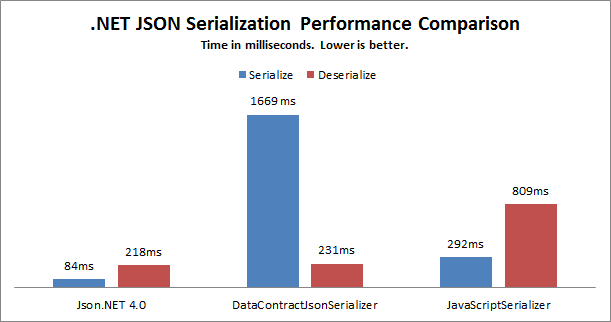 .NET JSON Serialization Performance Comparison
Time in milliseconds. Lower is better.
Serialize Deserialize
1669 ms
809ms
84ms 218ms 231ms 292ms
Json.NET 4.0 DataContractJsonSerializer JavaScriptSerializer